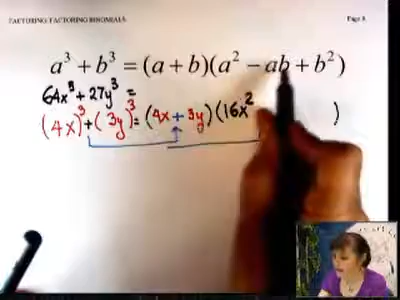 FACTORING: FACTORING BINOMIALS Page 8
a³ + b³ = (a + b)(a² − ab + b²)
64x³ + 27y³ =
(4x)³ + (3y)³ = (4x + 3y)(16x² )